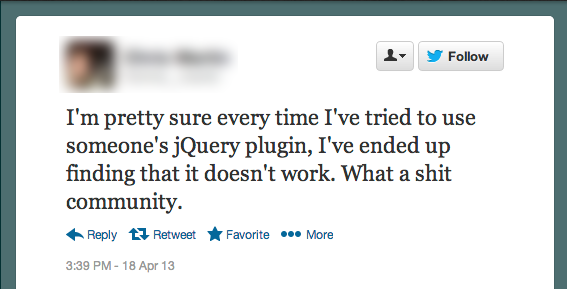 Follow
I'm pretty sure every time I've tried to use
someone's jQuery plugin, I've ended up
finding that it doesn't work. What a shit
community.
Reply Retweet Favorite More
3:39 PM - 18 Apr 13